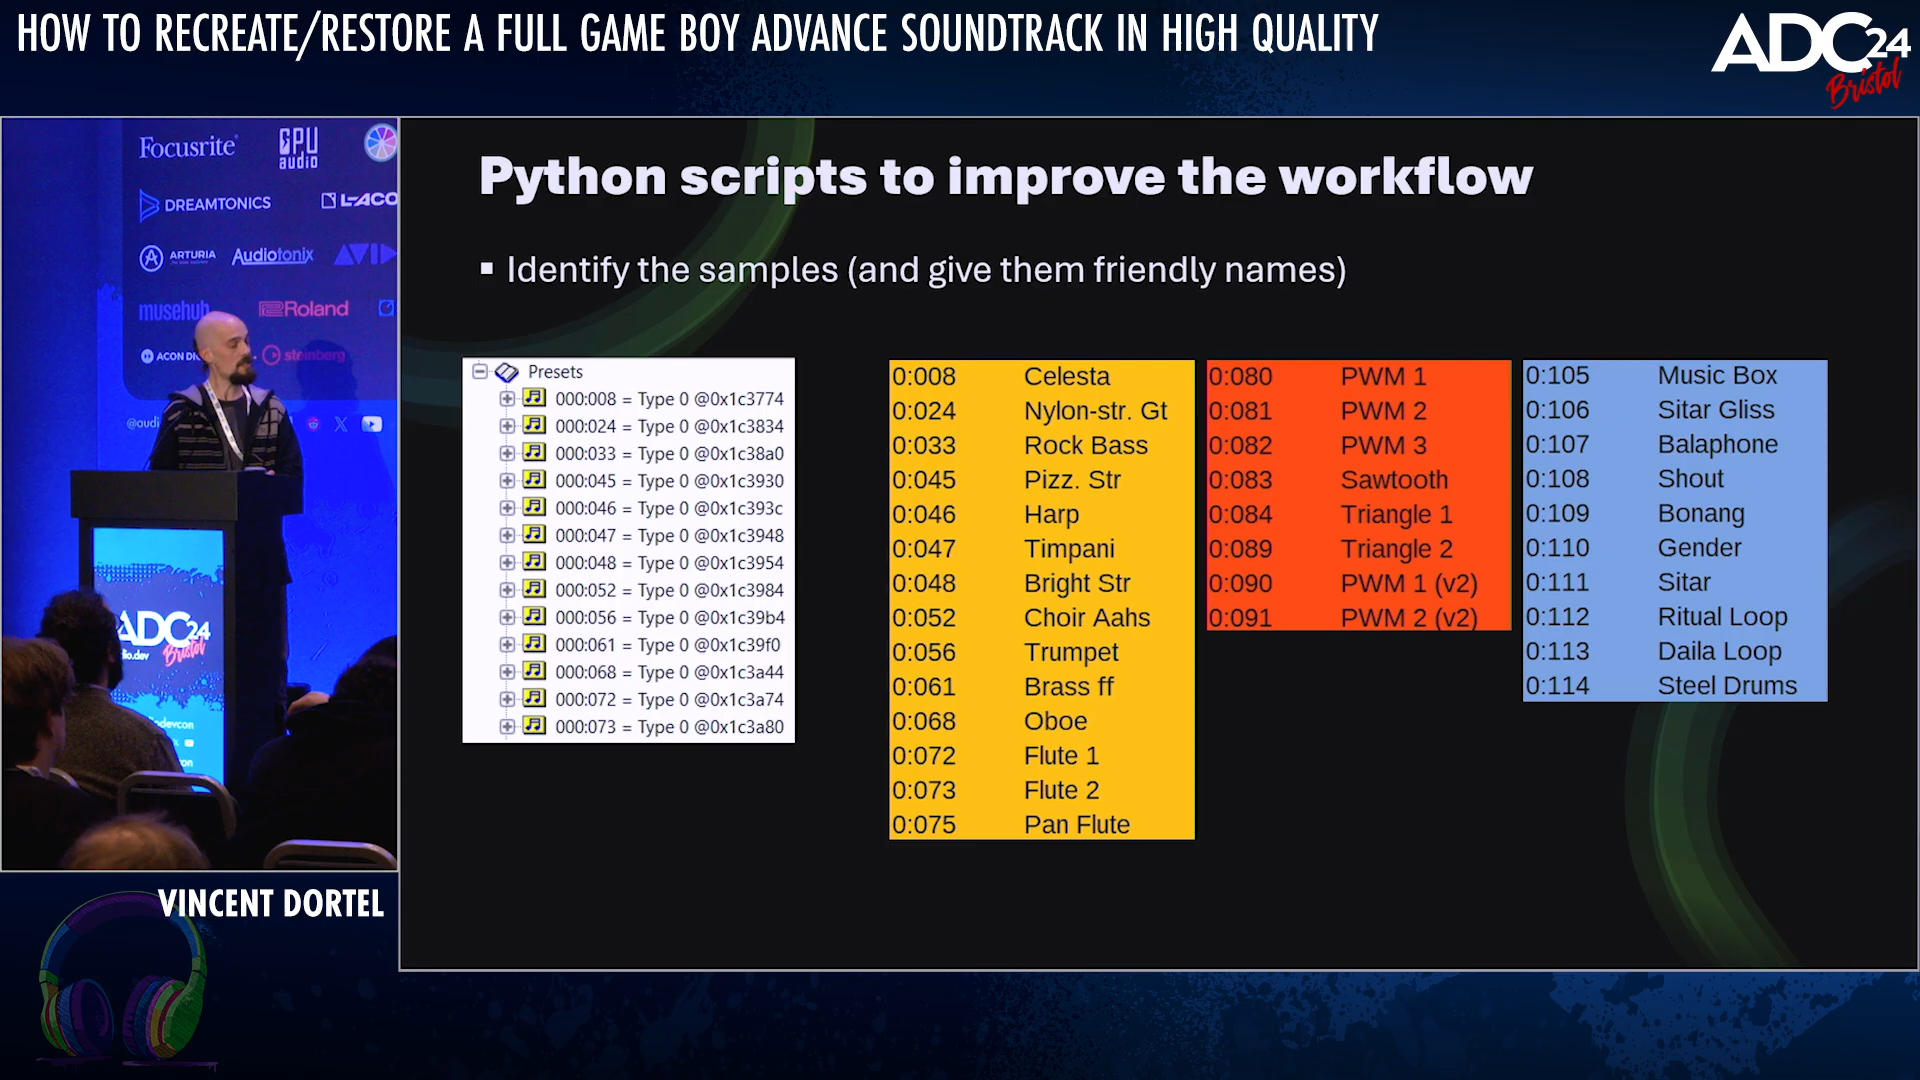 HOW TO RECREATE/RESTORE A FULL GAME BOY ADVANCE SOUNDTRACK IN HIGH QUALITY
ADC24
Bristol
Focusrite
GPU audio
DREAMTONICS
L-ACO
ARTURIA
Audiotonix
AVID
musehub
Roland
ACON DI
steinberg
@audi
ADC24
Bristol
io.dev
odevcon
VINCENT DORTEL
Python scripts to improve the workflow
▪ Identify the samples (and give them friendly names)
Presets
000:008 = Type 0 @0x1c3774
000:024 = Type 0 @0x1c3834
000:033 = Type 0 @0x1c38a0
000:045 = Type 0 @0x1c3930
000:046 = Type 0 @0x1c393c
000:047 = Type 0 @0x1c3948
000:048 = Type 0 @0x1c3954
000:052 = Type 0 @0x1c3984
000:056 = Type 0 @0x1c39b4
000:061 = Type 0 @0x1c39f0
000:068 = Type 0 @0x1c3a44
000:072 = Type 0 @0x1c3a74
000:073 = Type 0 @0x1c3a80
0:008 Celesta
0:024 Nylon-str. Gt
0:033 Rock Bass
0:045 Pizz. Str
0:046 Harp
0:047 Timpani
0:048 Bright Str
0:052 Choir Aahs
0:056 Trumpet
0:061 Brass ff
0:068 Oboe
0:072 Flute 1
0:073 Flute 2
0:075 Pan Flute
0:080 PWM 1
0:081 PWM 2
0:082 PWM 3
0:083 Sawtooth
0:084 Triangle 1
0:089 Triangle 2
0:090 PWM 1 (v2)
0:091 PWM 2 (v2)
0:105 Music Box
0:106 Sitar Gliss
0:107 Balaphone
0:108 Shout
0:109 Bonang
0:110 Gender
0:111 Sitar
0:112 Ritual Loop
0:113 Daila Loop
0:114 Steel Drums